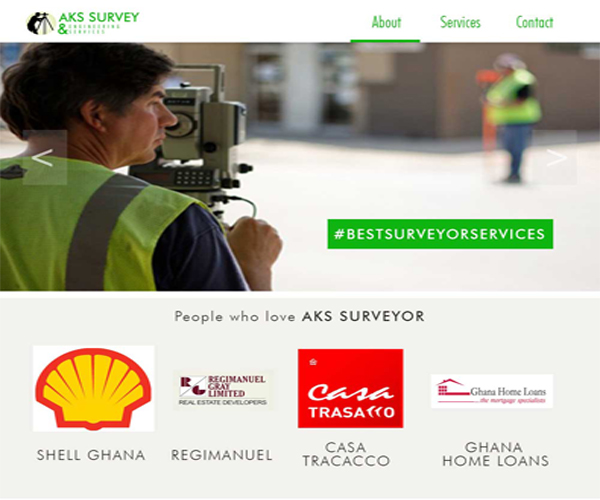 AKS SURVEY
& ENGINEERING
SERVICES
About
Services
Contact
<
>
#BESTSURVEYORSERVICES
People who love AKS SURVEYOR
RG
REGIMANUEL
GRAY
LIMITED
REAL ESTATE DEVELOPERS
casa
TRASACCO
Ghana Home Loans
...the mortgage specialists
SHELL GHANA
REGIMANUEL
CASA
TRACACCO
GHANA
HOME LOANS